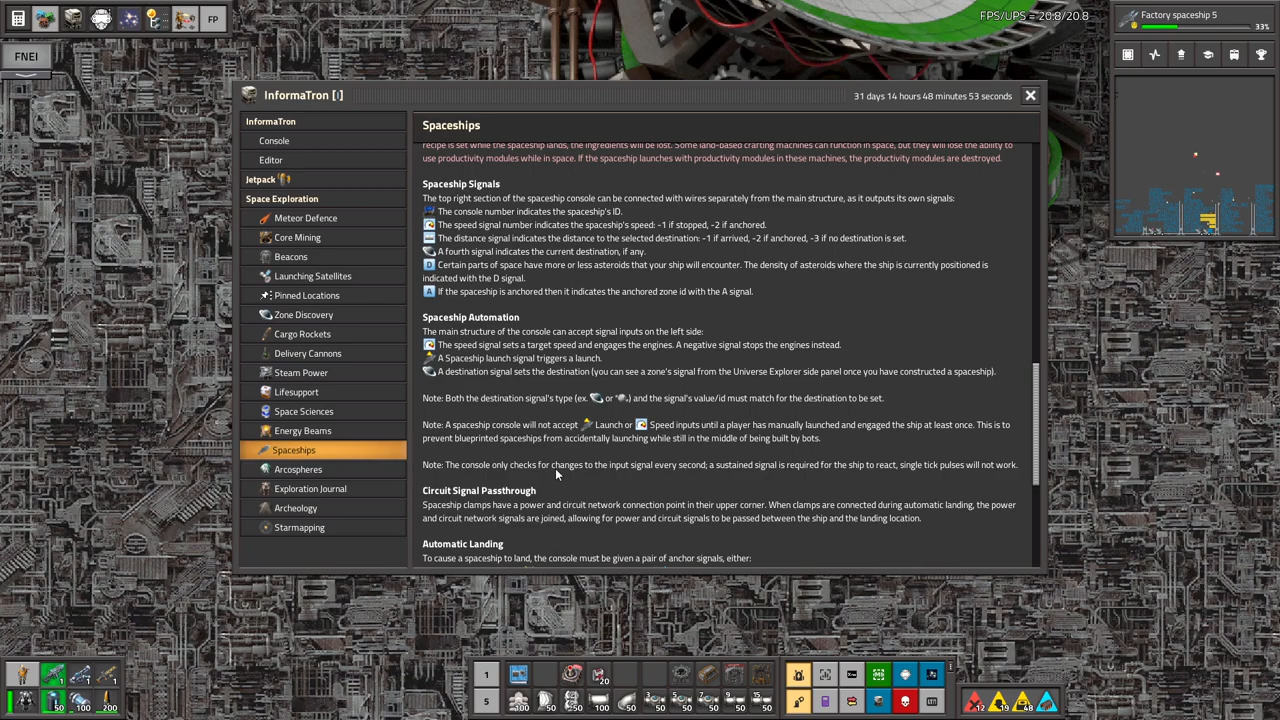 FP
FPS/UPS = 20.8/20.8
Factory spaceship 5
33%
FNEI
InformaTron [I]
31 days 14 hours 48 minutes 53 seconds
InformaTron
Console
Editor
Jetpack
Space Exploration
Meteor Defence
Core Mining
Beacons
Launching Satellites
Pinned Locations
Zone Discovery
Cargo Rockets
Delivery Cannons
Steam Power
Lifesupport
Space Sciences
Energy Beams
Spaceships
Arcospheres
Exploration Journal
Archeology
Starmapping
Spaceships
recipe is set while the spaceship lands, the ingredients will be lost. Some land-based crafting machines can function in space, but they will lose the ability to
use productivity modules while in space. If the spaceship launches with productivity modules in these machines, the productivity modules are destroyed.
Spaceship Signals
The top right section of the spaceship console can be connected with wires separately from the main structure, as it outputs its own signals:
The console number indicates the spaceship's ID.
The speed signal number indicates the spaceship's speed: -1 if stopped, -2 if anchored.
The distance signal indicates the distance to the selected destination: -1 if arrived, -2 if anchored, -3 if no destination is set.
A fourth signal indicates the current destination, if any.
D Certain parts of space have more or less asteroids that your ship will encounter. The density of asteroids where the ship is currently positioned is
indicated with the D signal.
A If the spaceship is anchored then it indicates the anchored zone id with the A signal.
Spaceship Automation
The main structure of the console can accept signal inputs on the left side:
The speed signal sets a target speed and engages the engines. A negative signal stops the engines instead.
A Spaceship launch signal triggers a launch.
A destination signal sets the destination (you can see a zone's signal from the Universe Explorer side panel once you have constructed a spaceship).
Note: Both the destination signal's type (ex. or ) and the signal's value/id must match for the destination to be set.
Note: A spaceship console will not accept Launch or Speed inputs until a player has manually launched and engaged the ship at least once. This is to
prevent blueprinted spaceships from accidentally launching while still in the middle of being built by bots.
Note: The console only checks for changes to the input signal every second; a sustained signal is required for the ship to react, single tick pulses will not work.
Circuit Signal Passthrough
Spaceship clamps have a power and circuit network connection point in their upper corner. When clamps are connected during automatic landing, the power
and circuit network signals are joined, allowing for power and circuit signals to be passed between the ship and the landing location.
Automatic Landing
To cause a spaceship to land, the console must be given a pair of anchor signals, either:
1
5